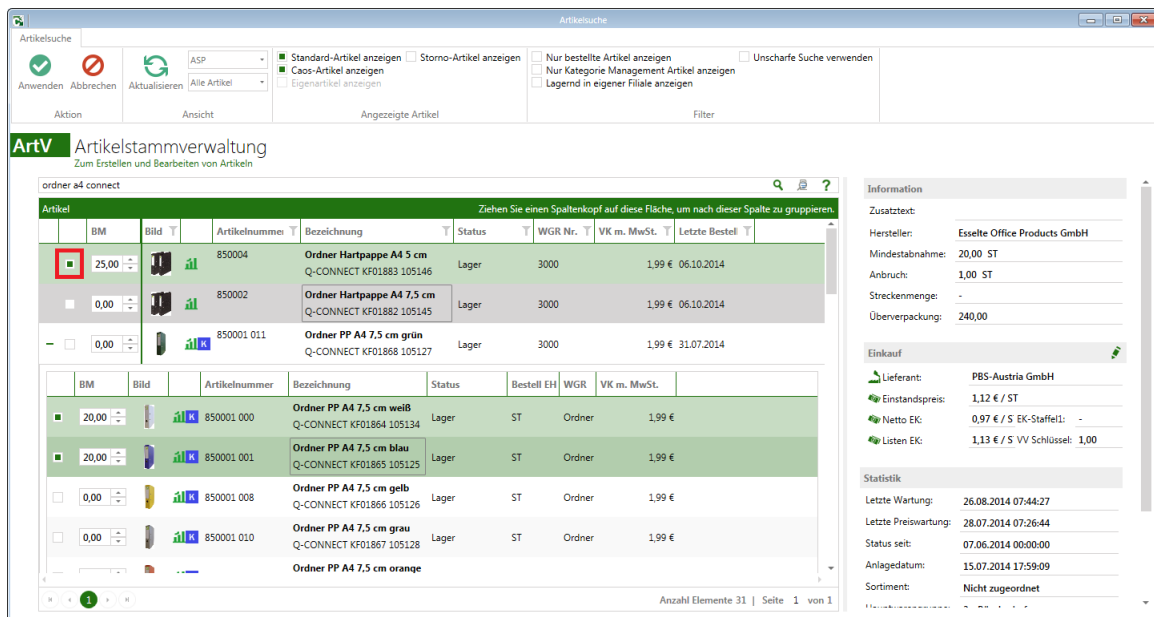 Artikelsuche
Artikelsuche
Anwenden Abbrechen Aktualisieren
ASP
Alle Artikel
Standard-Artikel anzeigen Storno-Artikel anzeigen
Caos-Artikel anzeigen
Eigenartikel anzeigen
Nur bestellte Artikel anzeigen Unscharfe Suche verwenden
Nur Kategorie Management Artikel anzeigen
Lagernd in eigener Filiale anzeigen
Aktion Ansicht Angezeigte Artikel Filter
ArtV Artikelstammverwaltung
Zum Erstellen und Bearbeiten von Artikeln
ordner a4 connect ?
Artikel Ziehen Sie einen Spaltenkopf auf diese Fläche, um nach dieser Spalte zu gruppieren.
BM Bild Artikelnummer Bezeichnung Status WGR Nr. VK m. MwSt. Letzte Bestell
25,00 850004 Ordner Hartpappe A4 5 cm Lager 3000 1,99 € 06.10.2014
Q-CONNECT KF01883 105146
0,00 850002 Ordner Hartpappe A4 7,5 cm Lager 3000 1,99 € 06.10.2014
Q-CONNECT KF01882 105145
0,00 K 850001 011 Ordner PP A4 7,5 cm grün Lager 3000 1,99 € 31.07.2014
Q-CONNECT KF01868 105127
BM Bild Artikelnummer Bezeichnung Status Bestell EH WGR VK m. MwSt.
20,00 K 850001 000 Ordner PP A4 7,5 cm weiß Lager ST Ordner 1,99 €
Q-CONNECT KF01864 105134
20,00 K 850001 001 Ordner PP A4 7,5 cm blau Lager ST Ordner 1,99 €
Q-CONNECT KF01865 105125
0,00 K 850001 008 Ordner PP A4 7,5 cm gelb Lager ST Ordner 1,99 €
Q-CONNECT KF01866 105126
0,00 K 850001 010 Ordner PP A4 7,5 cm grau Lager ST Ordner 1,99 €
Q-CONNECT KF01867 105128
Ordner PP A4 7,5 cm orange
1 Anzahl Elemente 31 | Seite 1 von 1
Information
Zusatztext:
Hersteller: Esselte Office Products GmbH
Mindestabnahme: 20,00 ST
Anbruch: 1,00 ST
Streckenmenge: -
Überverpackung: 240,00
Einkauf
Lieferant: PBS-Austria GmbH
Einstandspreis: 1,12 € / ST
Netto EK: 0,97 € / S EK-Staffel1: -
Listen EK: 1,13 € / S VV Schlüssel: 1,00
Statistik
Letzte Wartung: 26.08.2014 07:44:27
Letzte Preiswartung: 28.07.2014 07:26:44
Status seit: 07.06.2014 00:00:00
Anlagedatum: 15.07.2014 17:59:09
Sortiment: Nicht zugeordnet